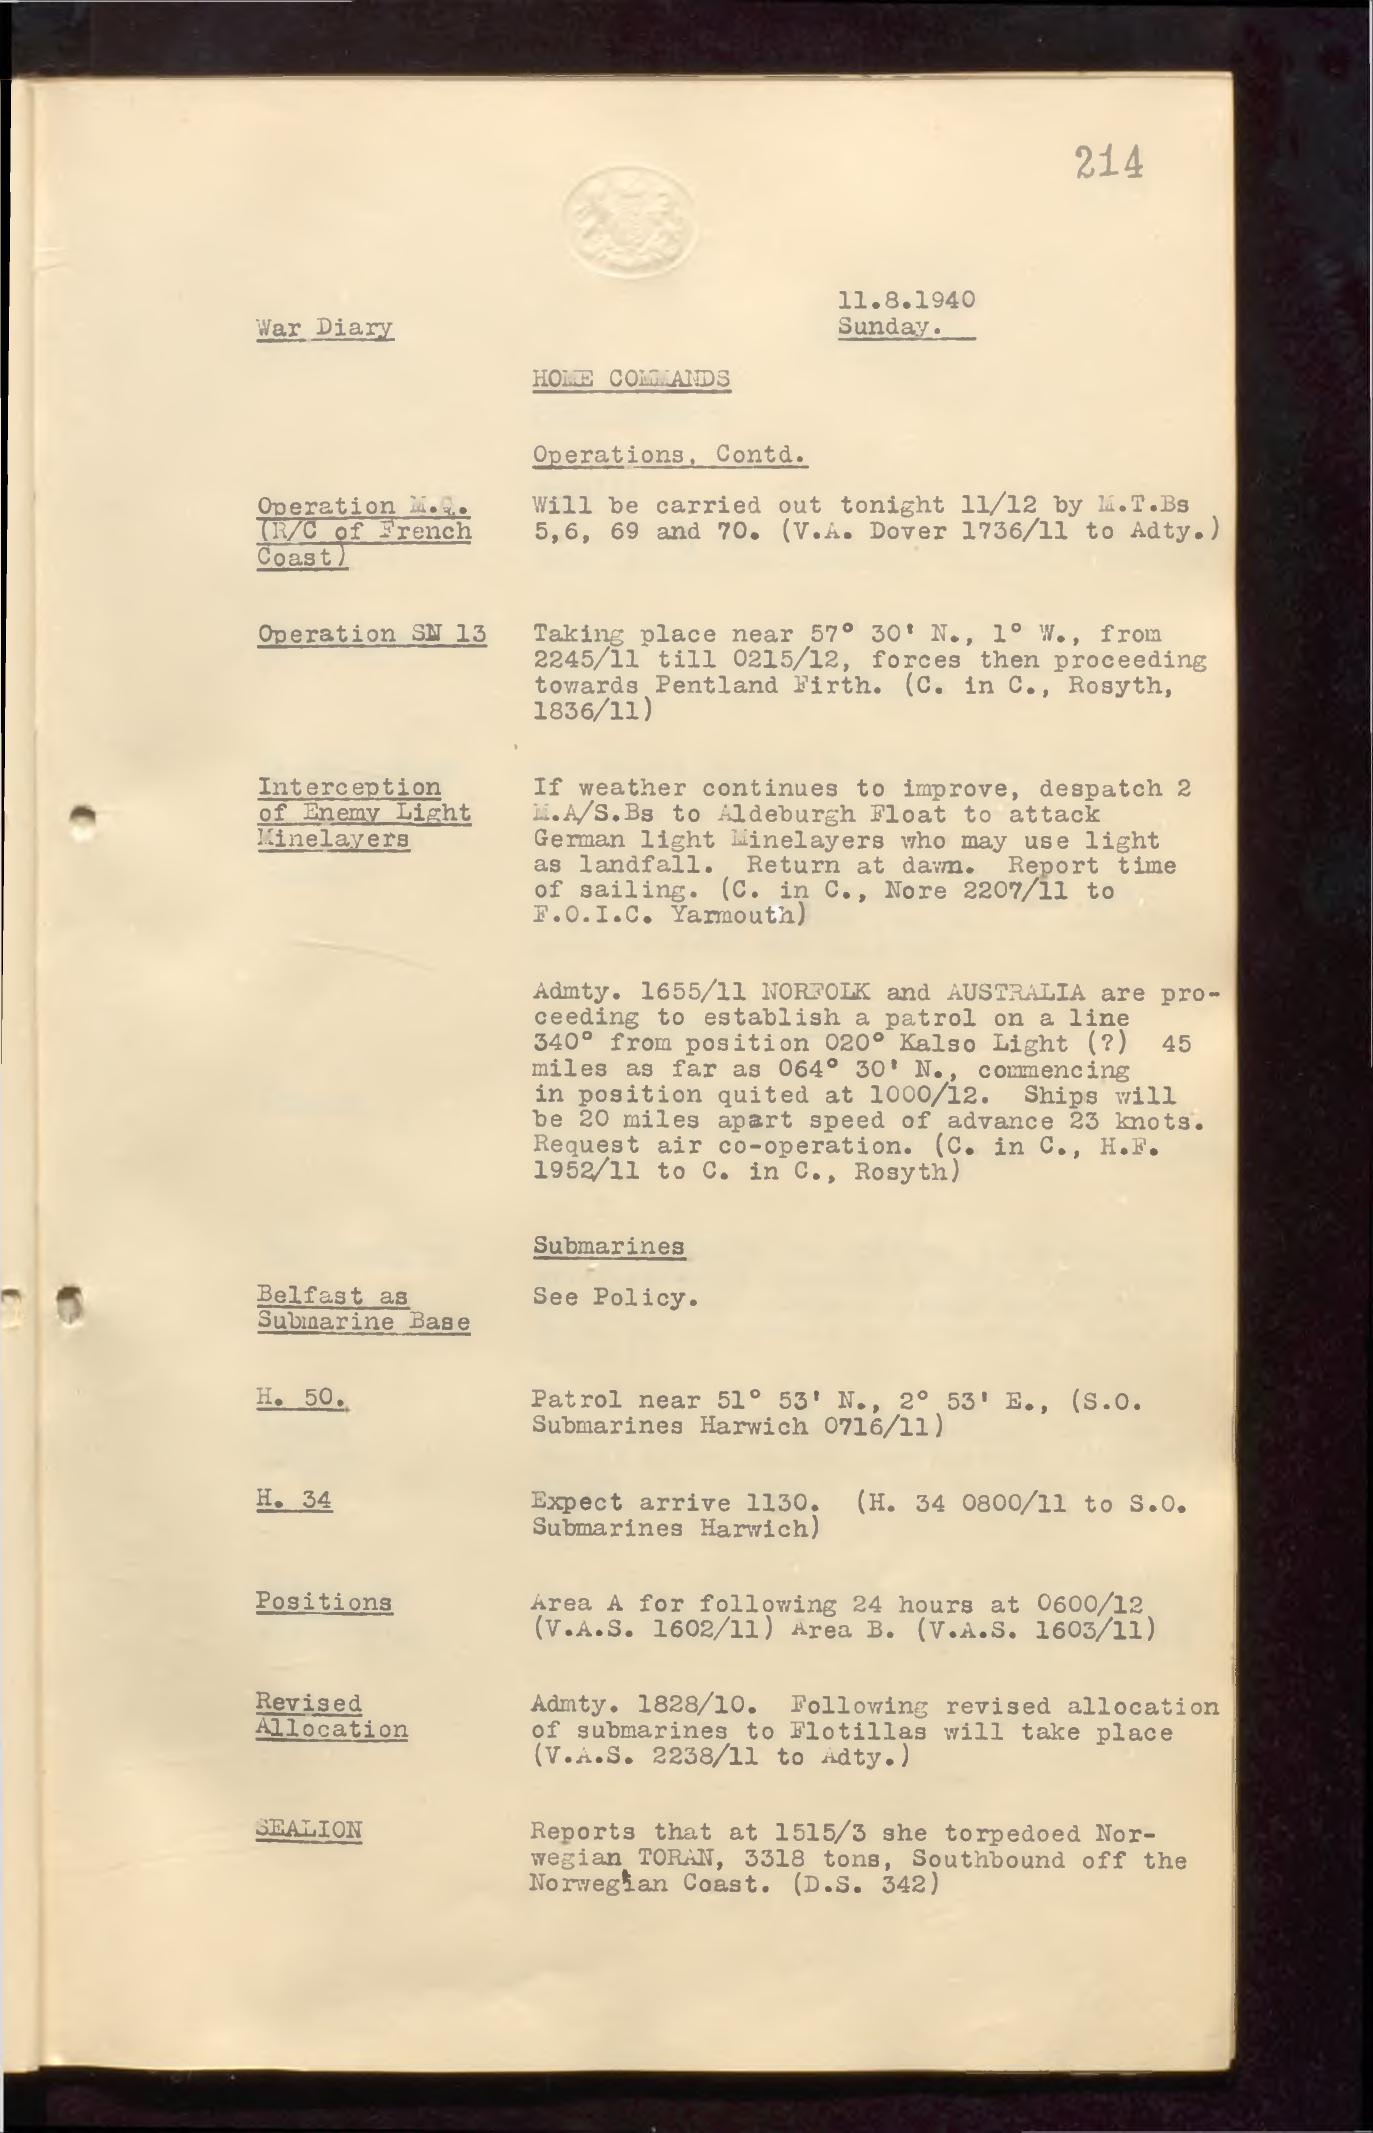 214
11.8.1940
War Diary Sunday.
HOME COMMANDS
Operations, Contd.
Operation M.Q. Will be carried out tonight 11/12 by M.T.Bs
(R/C of French 5,6, 69 and 70. (V.A. Dover 1736/11 to Adty.)
Coast)
Operation SN 13 Taking place near 57° 30' N., 1° W., from
2245/11 till 0215/12, forces then proceeding
towards Pentland Firth. (C. in C., Rosyth,
1836/11)
Interception If weather continues to improve, despatch 2
of Enemy Light M.A/S.Bs to Aldeburgh Float to attack
Minelayers German light Minelayers who may use light
as landfall. Return at dawn. Report time
of sailing. (C. in C., Nore 2207/11 to
F.O.I.C. Yarmouth)
Admty. 1655/11 NORFOLK and AUSTRALIA are pro-
ceeding to establish a patrol on a line
340° from position 020° Kalso Light (?) 45
miles as far as 064° 30' N., commencing
in position quited at 1000/12. Ships will
be 20 miles apart speed of advance 23 knots.
Request air co-operation. (C. in C., H.F.
1952/11 to C. in C., Rosyth)
Submarines
Belfast as See Policy.
Submarine Base
H. 50. Patrol near 51° 53' N., 2° 53' E., (S.O.
Submarines Harwich 0716/11)
H. 34 Expect arrive 1130. (H. 34 0800/11 to S.O.
Submarines Harwich)
Positions Area A for following 24 hours at 0600/12
(V.A.S. 1602/11) Area B. (V.A.S. 1603/11)
Revised Admty. 1828/10. Following revised allocation
Allocation of submarines to Flotillas will take place
(V.A.S. 2238/11 to Adty.)
SEALION Reports that at 1515/3 she torpedoed Nor-
wegian TORAN, 3318 tons, Southbound off the
Norwegian Coast. (D.S. 342)